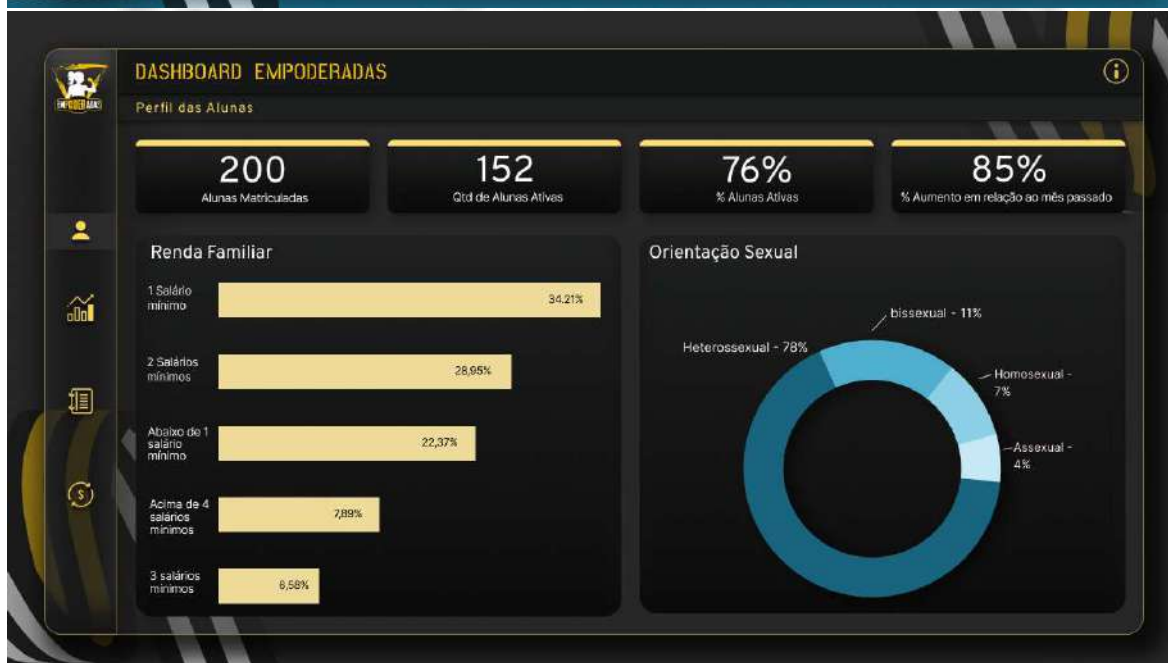 DASHBOARD EMPODERADAS
EMPODERADAS
Perfil das Alunas
200
Alunas Matriculadas
152
Qtd de Alunas Ativas
76%
% Alunas Ativas
85%
% Aumento em relação ao mês passado
Renda Familiar
1 Salário
mínimo
34.21%
2 Salários
mínimos
28,95%
Abaixo de 1
salário
mínimo
22,37%
Acima de 4
salários
mínimos
7,89%
3 salários
mínimos
6,58%
Orientação Sexual
bissexual - 11%
Heterossexual - 78%
Homosexual -
7%
Assexual -
4%